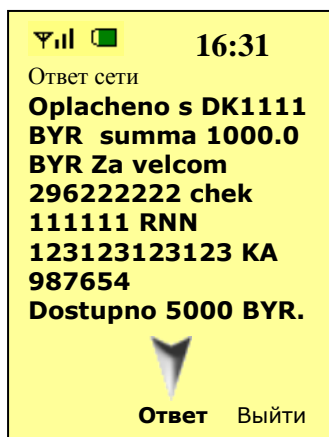 16:31
Ответ сети
Oplacheno s DK1111
BYR summa 1000.0
BYR Za velcom
296222222 chek
111111 RNN
123123123123 KA
987654
Dostupno 5000 BYR.
Ответ Выйти